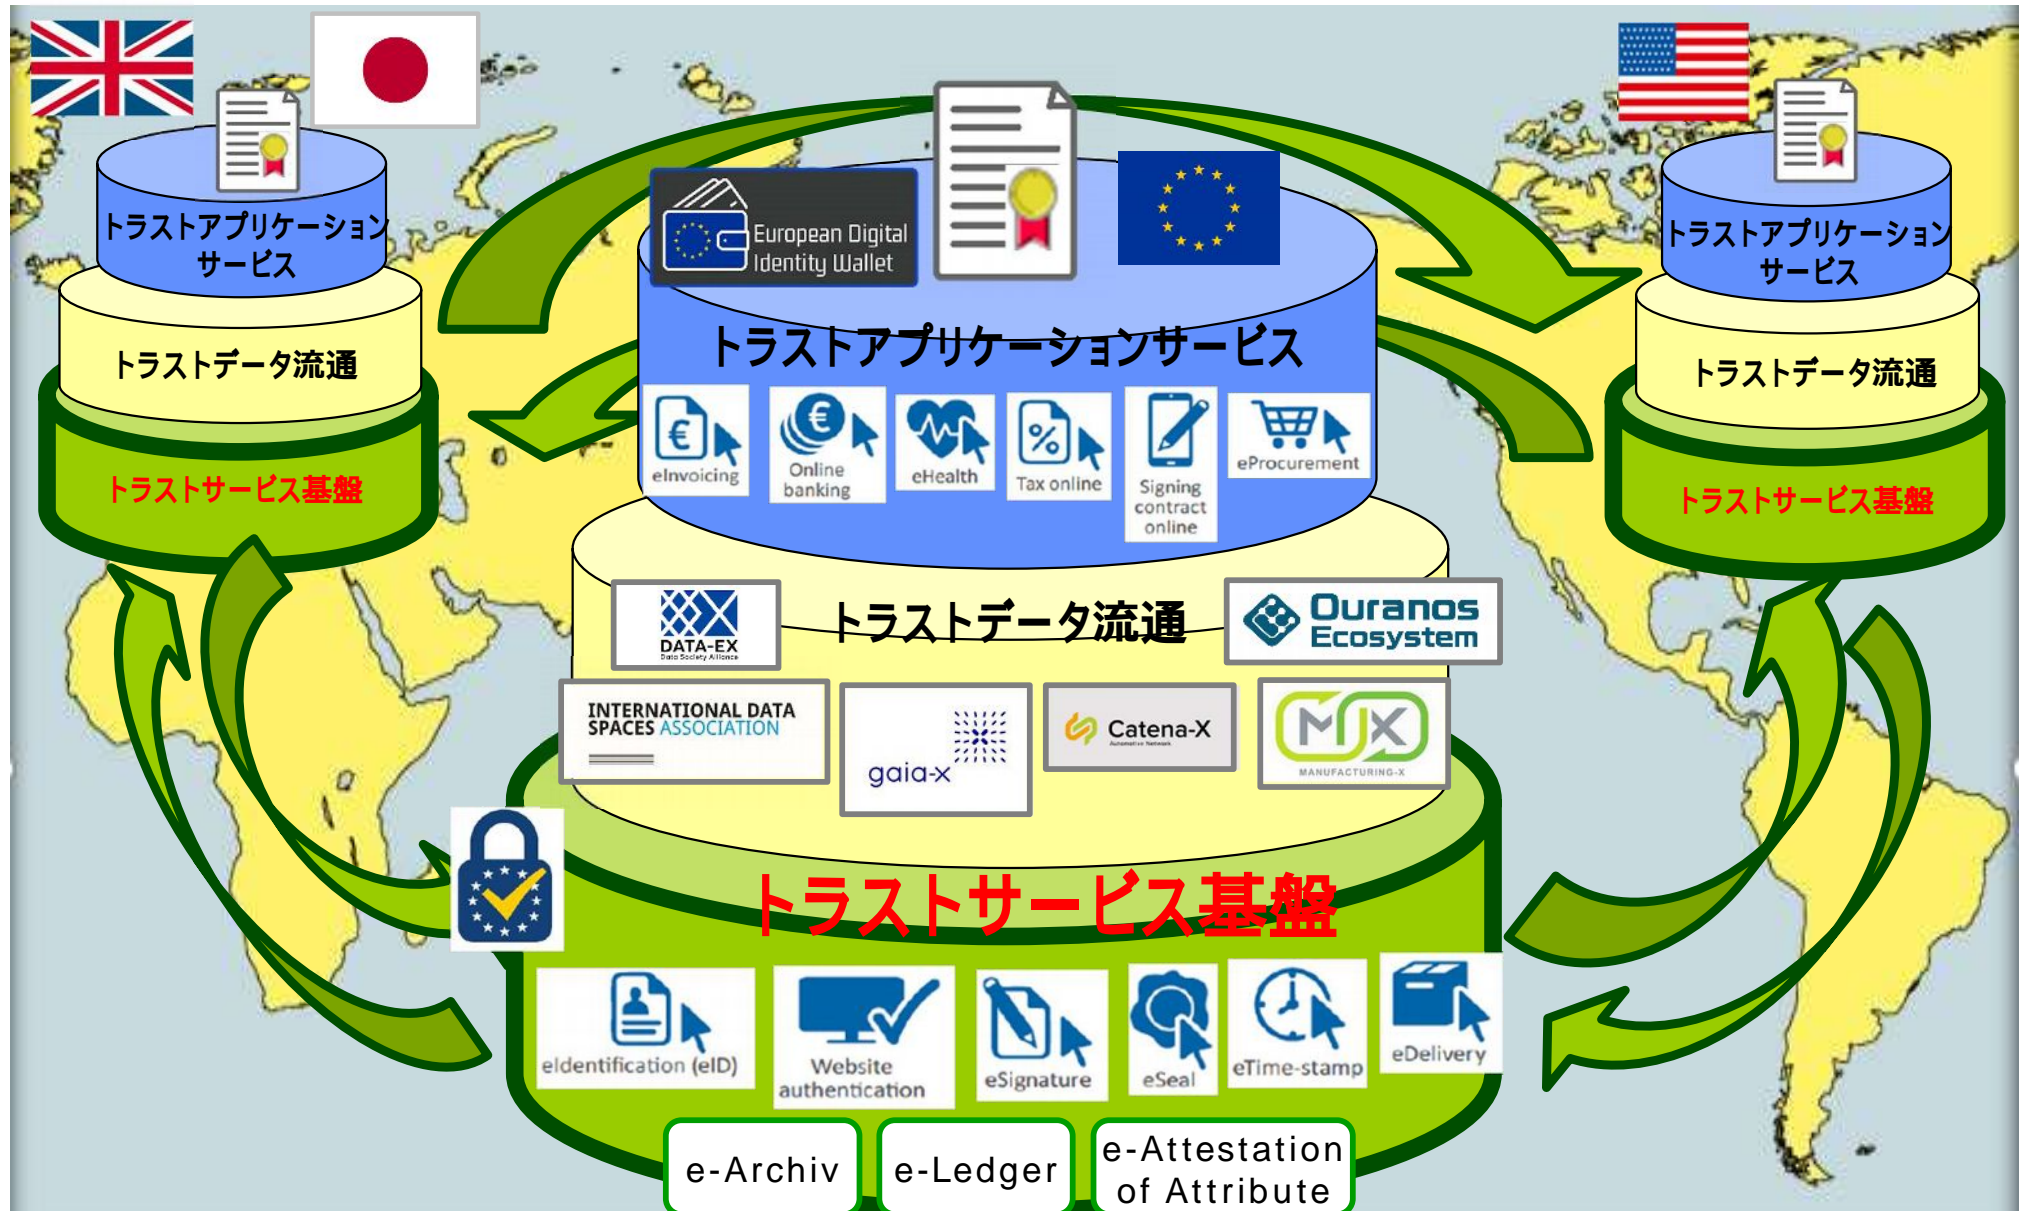 European Digital
Identity Wallet
トラストアプリケーション
サービス
トラストデータ流通
トラストサービス基盤
トラストアプリケーションサービス
eInvoicing
Online
banking
eHealth
Tax online
Signing
contract
online
eProcurement
トラストデータ流通
DATA-EX
Data Society Alliance
Ouranos
Ecosystem
INTERNATIONAL DATA
SPACES ASSOCIATION
gaia-x
Catena-X
Automotive Network
MX
MANUFACTURING-X
トラストサービス基盤
eIdentification (eID)
Website
authentication
eSignature
eSeal
eTime-stamp
eDelivery
e-Archiv
e-Ledger
e-Attestation
of Attribute
トラストアプリケーション
サービス
トラストデータ流通
トラストサービス基盤